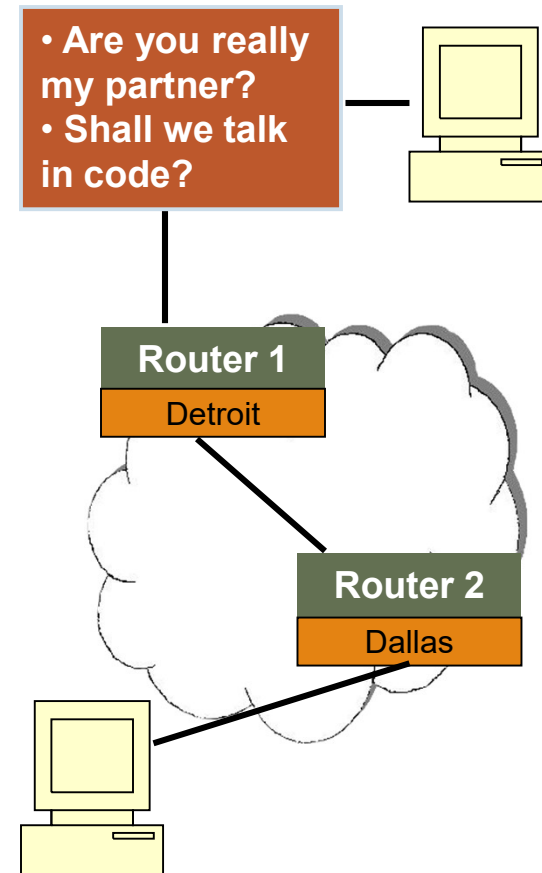 • Are you really
my partner?
• Shall we talk
in code?
Router 1
Detroit
Router 2
Dallas